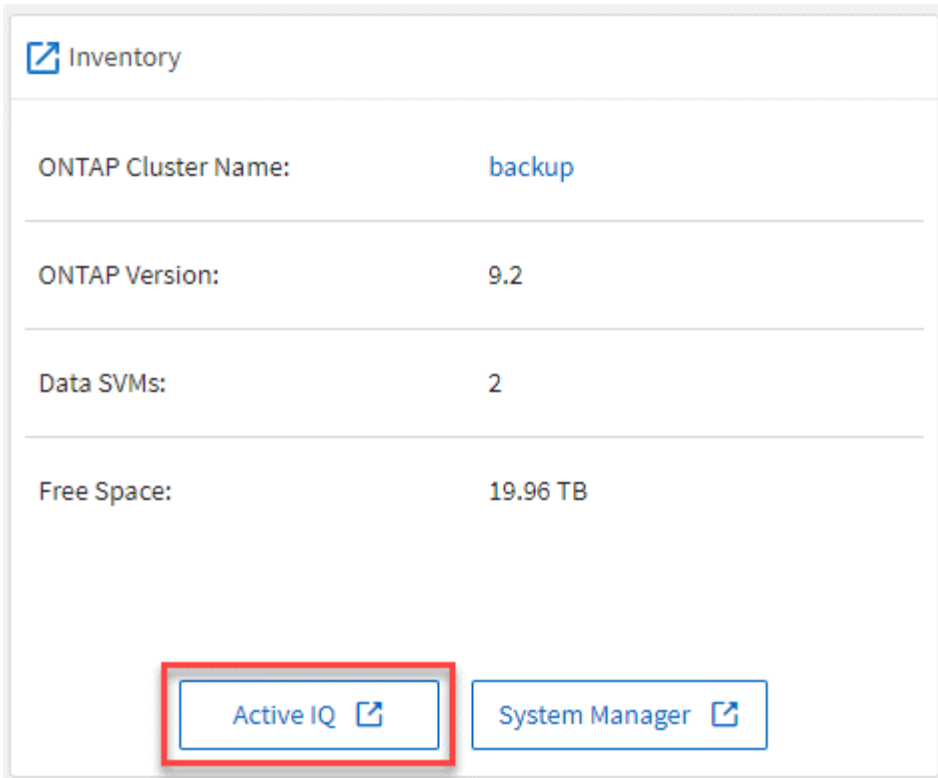 Inventory
ONTAP Cluster Name: backup
ONTAP Version: 9.2
Data SVMs: 2
Free Space: 19.96 TB
Active IQ System Manager